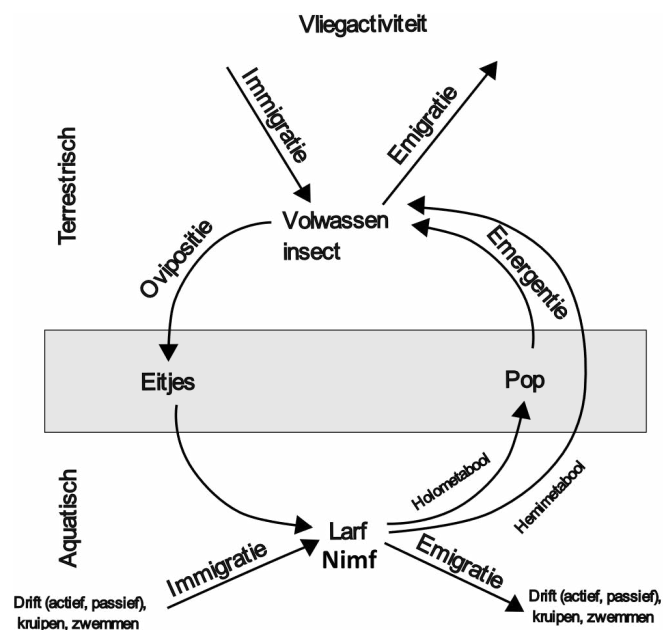 Vliegactiviteit
Immigratie
Emigratie
Terrestrisch
Volwassen
insect
Ovipositie
Emergentie
Eitjes
Pop
Aquatisch
Holometabool
Hemimetabool
Larf
Nimf
Immigratie
Emigratie
Drift (actief, passief),
kruipen, zwemmen
Drift (actief, passief),
kruipen, zwemmen